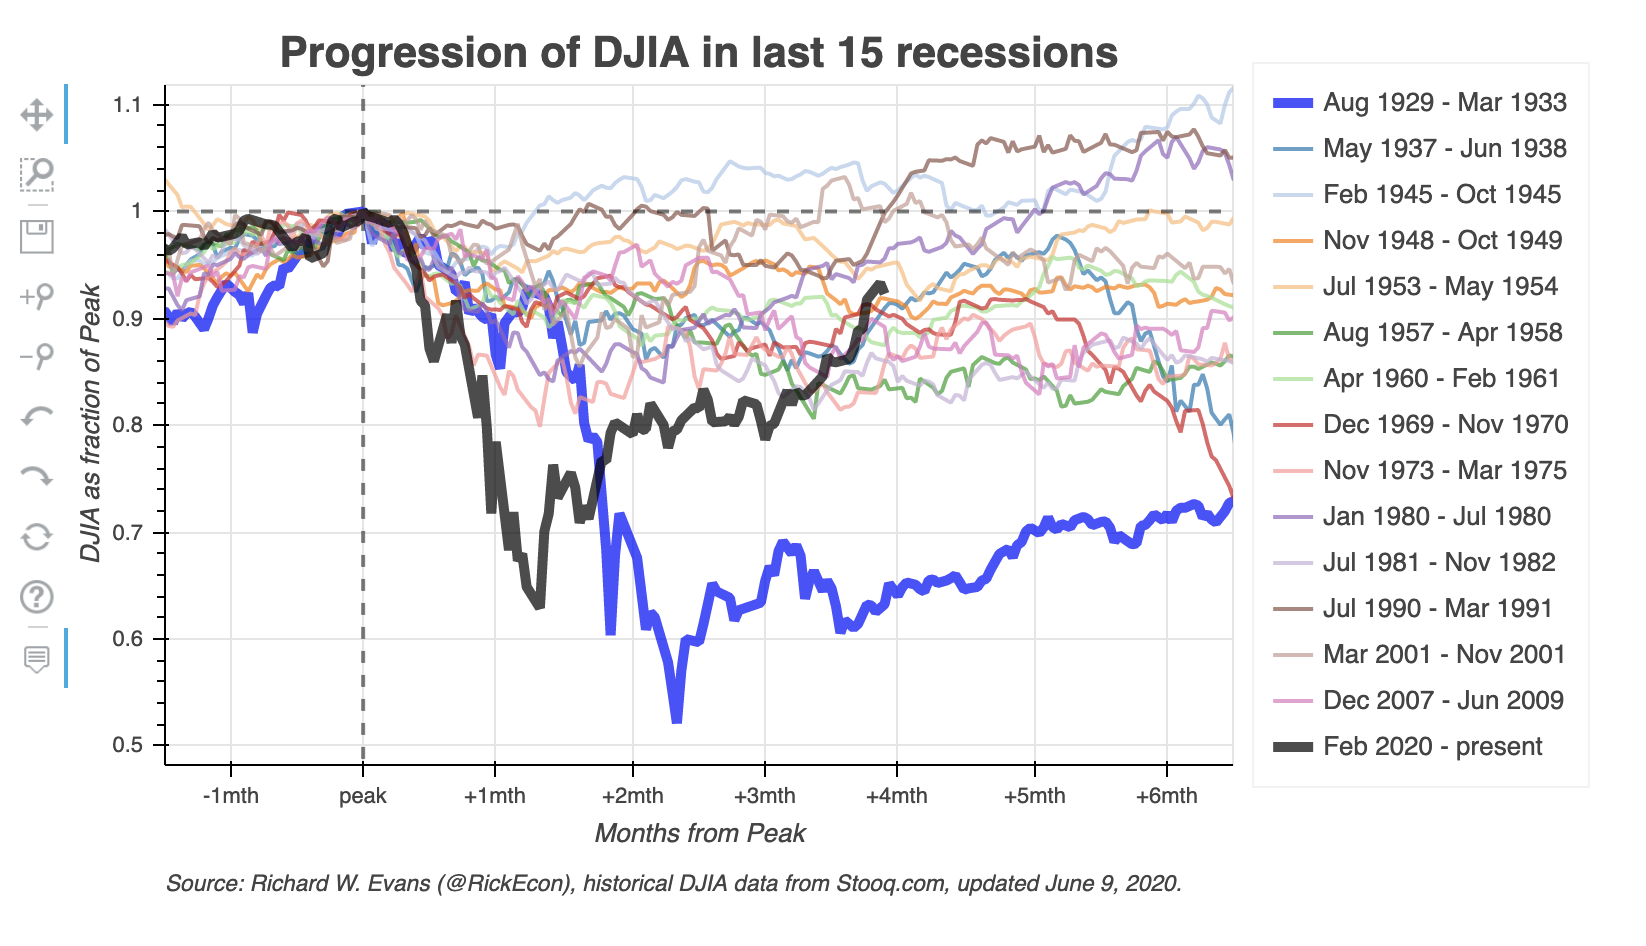 Progression of DJIA in last 15 recessions
DJIA as fraction of Peak
1.1
1
0.9
0.8
0.7
0.6
0.5
-1mth
peak
+1mth
+2mth
+3mth
+4mth
+5mth
+6mth
Months from Peak
Aug 1929 - Mar 1933
May 1937 - Jun 1938
Feb 1945 - Oct 1945
Nov 1948 - Oct 1949
Jul 1953 - May 1954
Aug 1957 - Apr 1958
Apr 1960 - Feb 1961
Dec 1969 - Nov 1970
Nov 1973 - Mar 1975
Jan 1980 - Jul 1980
Jul 1981 - Nov 1982
Jul 1990 - Mar 1991
Mar 2001 - Nov 2001
Dec 2007 - Jun 2009
Feb 2020 - present
Source: Richard W. Evans (@RickEcon), historical DJIA data from Stooq.com, updated June 9, 2020.